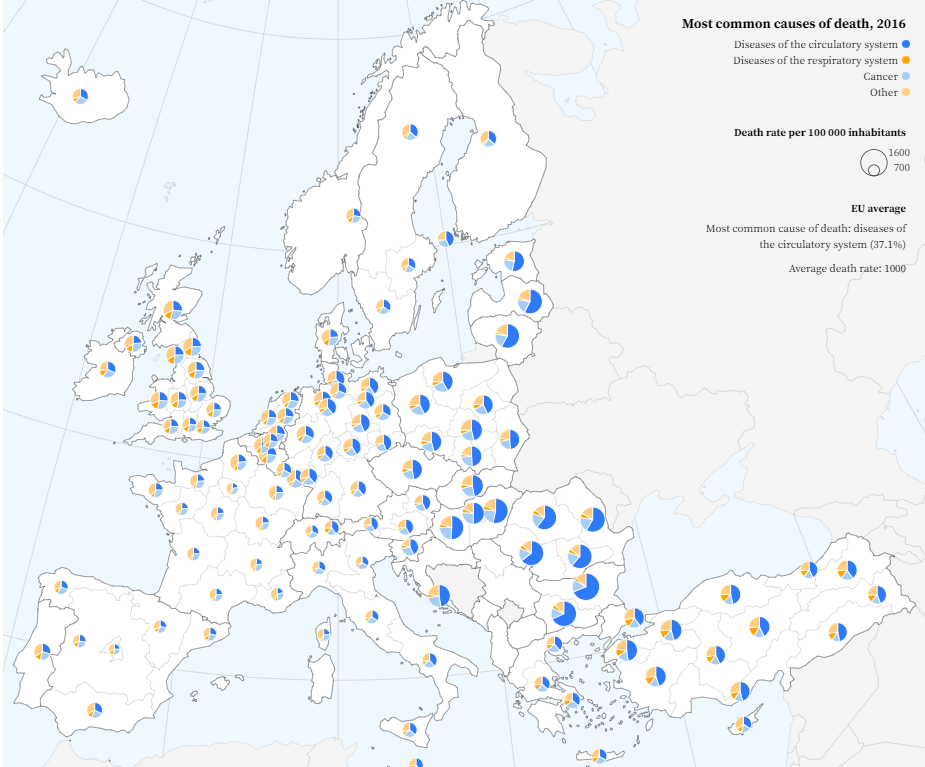 Most common causes of death, 2016
Diseases of the circulatory system
Diseases of the respiratory system
Cancer
Other
Death rate per 100 000 inhabitants
1600
700
EU average
Most common cause of death: diseases of
the circulatory system (37.1%)
Average death rate: 1000